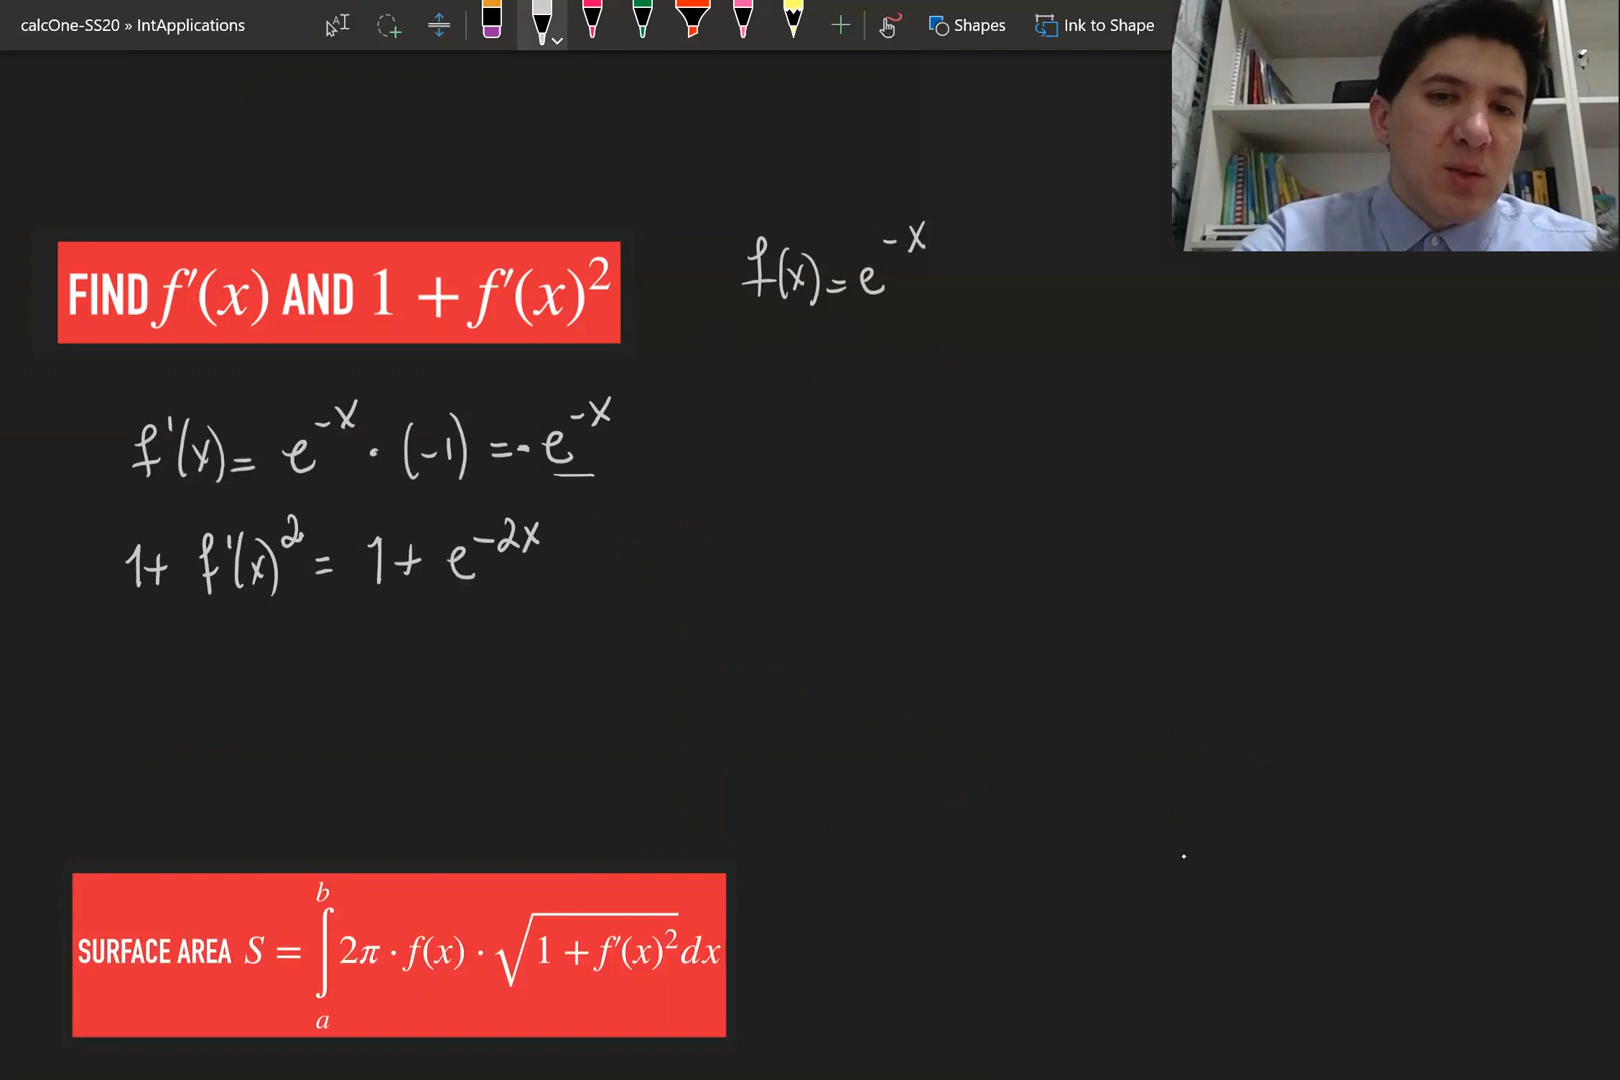 calcOne-SS20 » IntApplications
Shapes
Ink to Shape
FIND f'(x) AND 1 + f'(x)²
f(x) = e^{-x}
f'(x) = e^{-x} · (-1) = - e^{-x}
1 + f'(x)² = 1 + e^{-2x}
SURFACE AREA S = ∫_a^b 2π · f(x) · √(1 + f'(x)²) dx